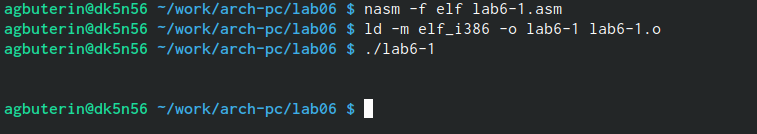 agbuterin@dk5n56 ~/work/arch-pc/lab06 $ nasm -f elf lab6-1.asm
agbuterin@dk5n56 ~/work/arch-pc/lab06 $ ld -m elf_i386 -o lab6-1 lab6-1.o
agbuterin@dk5n56 ~/work/arch-pc/lab06 $ ./lab6-1
agbuterin@dk5n56 ~/work/arch-pc/lab06 $